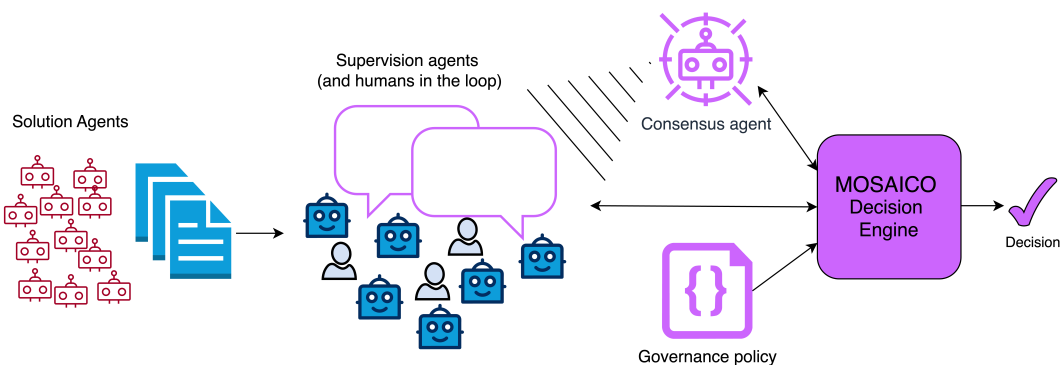 Solution Agents
Supervision agents
(and humans in the loop)
Consensus agent
MOSAICO
Decision
Engine
Decision
{}
Governance policy